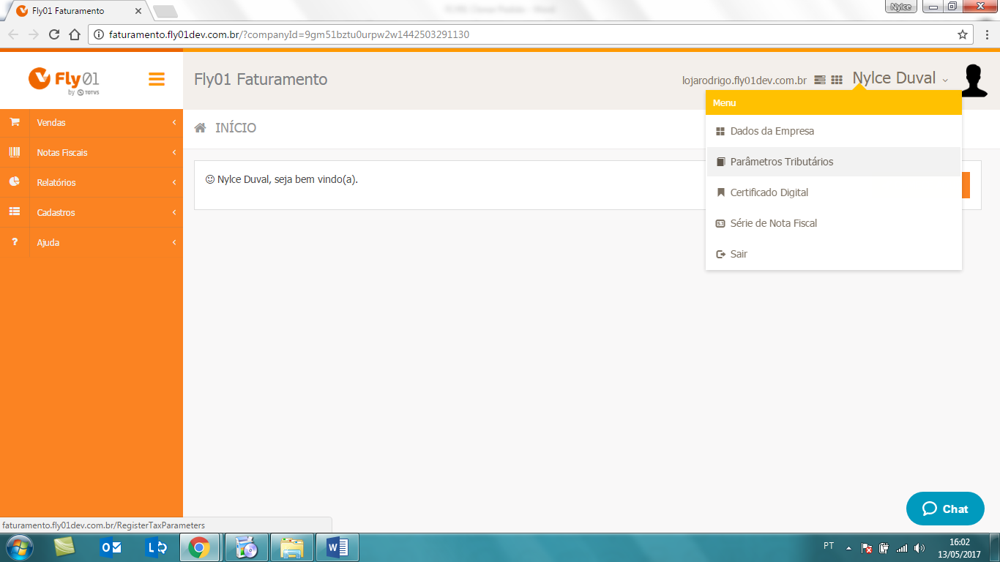 Fly01 Faturamento
Nylce
faturamento.fly01dev.com.br/?companyId=9gm51bztu0urpw2w1442503291130
Fly01
by TOTVS
Fly01 Faturamento
lojarodrigo.fly01dev.com.br
Nylce Duval
Menu
Dados da Empresa
Parâmetros Tributários
Certificado Digital
Série de Nota Fiscal
Sair
Vendas
Notas Fiscais
Relatórios
Cadastros
Ajuda
INÍCIO
Nylce Duval, seja bem vindo(a).
Chat
faturamento.fly01dev.com.br/RegisterTaxParameters
PT
16:02
13/05/2017